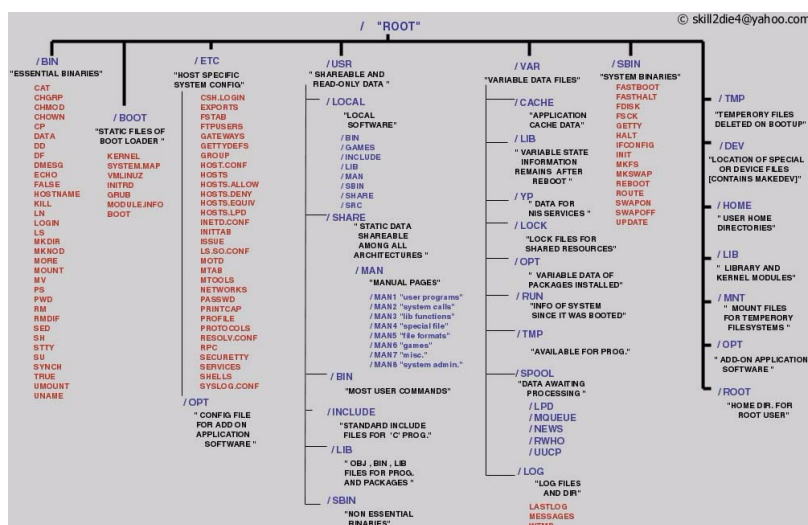 © skill2die4@yahoo.com
/ "ROOT"
/BIN
"ESSENTIAL BINARIES"
CAT
CHGRP
CHMOD
CHOWN
CP
DATA
DD
DF
DMESG
ECHO
FALSE
HOSTNAME
KILL
LN
LOGIN
LS
MKDIR
MKNOD
MORE
MOUNT
MV
PS
PWD
RM
RMDIF
SED
SH
STTY
SU
SYNCH
TRUE
UMOUNT
UNAME
/BOOT
"STATIC FILES OF
BOOT LOADER "
KERNEL
SYSTEM.MAP
VMLINUZ
INITRD
GRUB
MODULE.INFO
BOOT
/ ETC
"HOST SPECIFIC
SYSTEM CONFIG"
CSH.LOGIN
EXPORTS
FSTAB
FTPUSERS
GATEWAYS
GETTYDEFS
GROUP
HOST.CONF
HOSTS
HOSTS.ALLOW
HOSTS.DENY
HOSTS.EQUIV
HOSTS.LPD
INETD.CONF
INITTAB
ISSUE
LS.SO.CONF
MOTD
MTAB
MTOOLS
NETWORKS
PASSWD
PRINTCAP
PROFILE
PROTOCOLS
RESOLV.CONF
RPC
SECURETTY
SERVICES
SHELLS
SYSLOG.CONF
/OPT
" CONFIG FILE
FOR ADD ON
APPLICATION
SOFTWARE "
/USR
" SHAREABLE AND
READ-ONLY DATA "
/ LOCAL
"LOCAL
SOFTWARE"
/ BIN
/ GAMES
/ INCLUDE
/ LIB
/ MAN
/ SBIN
/ SHARE
/ SRC
/ SHARE
"STATIC DATA
SHAREABLE
AMONG ALL
ARCHITECTURES "
/ MAN
"MANUAL PAGES"
/ MAN1 "user programs"
/ MAN2 "system calls"
/ MAN3 "lib functions"
/ MAN4 "special file"
/ MAN5 "file formats"
/ MAN6 "games"
/ MAN7 "misc."
/ MAN8 "system admin."
/ BIN
"MOST USER COMMANDS"
/ INCLUDE
"STANDARD INCLUDE
FILES FOR 'C' PROG."
/ LIB
" OBJ , BIN , LIB
FILES FOR PROG.
AND PACKAGES "
/ SBIN
"NON ESSENTIAL
BINARIES"
/ VAR
"VARIABLE DATA FILES"
/ CACHE
"APPLICATION
CACHE DATA"
/ LIB
" VARIABLE STATE
INFORMATION
REMAINS AFTER
REBOOT "
/ YP
" DATA FOR
NIS SERVICES "
/ LOCK
"LOCK FILES FOR
SHARED RESOURCES"
/OPT
" VARIABLE DATA OF
PACKAGES INSTALLED"
/ RUN
"INFO OF SYSTEM
SINCE IT WAS BOOTED"
/ TMP
"AVAILABLE FOR PROG."
/SPOOL
"DATA AWAITING
PROCESSING "
/ LPD
/ MQUEUE
/ NEWS
/ RWHO
/ UUCP
/ LOG
"LOG FILES
AND DIR"
LASTLOG
MESSAGES
WTMP
/ SBIN
"SYSTEM BINARIES"
FASTBOOT
FASTHALT
FDISK
FSCK
GETTY
HALT
IFCONFIG
INIT
MKFS
MKSWAP
REBOOT
ROUTE
SWAPON
SWAPOFF
UPDATE
/ TMP
"TEMPERORY FILES
DELETED ON BOOTUP"
/ DEV
"LOCATION OF SPECIAL
OR DEVICE FILES
[CONTAINS MAKEDEV]"
/ HOME
" USER HOME
DIRECTORIES "
/ LIB
" LIBRARY AND
KERNEL MODULES"
/ MNT
" MOUNT FILES
FOR TEMPERORY
FILESYSTEMS "
/ OPT
" ADD-ON APPLICATION
SOFTWARE "
/ROOT
"HOME DIR. FOR
ROOT USER"